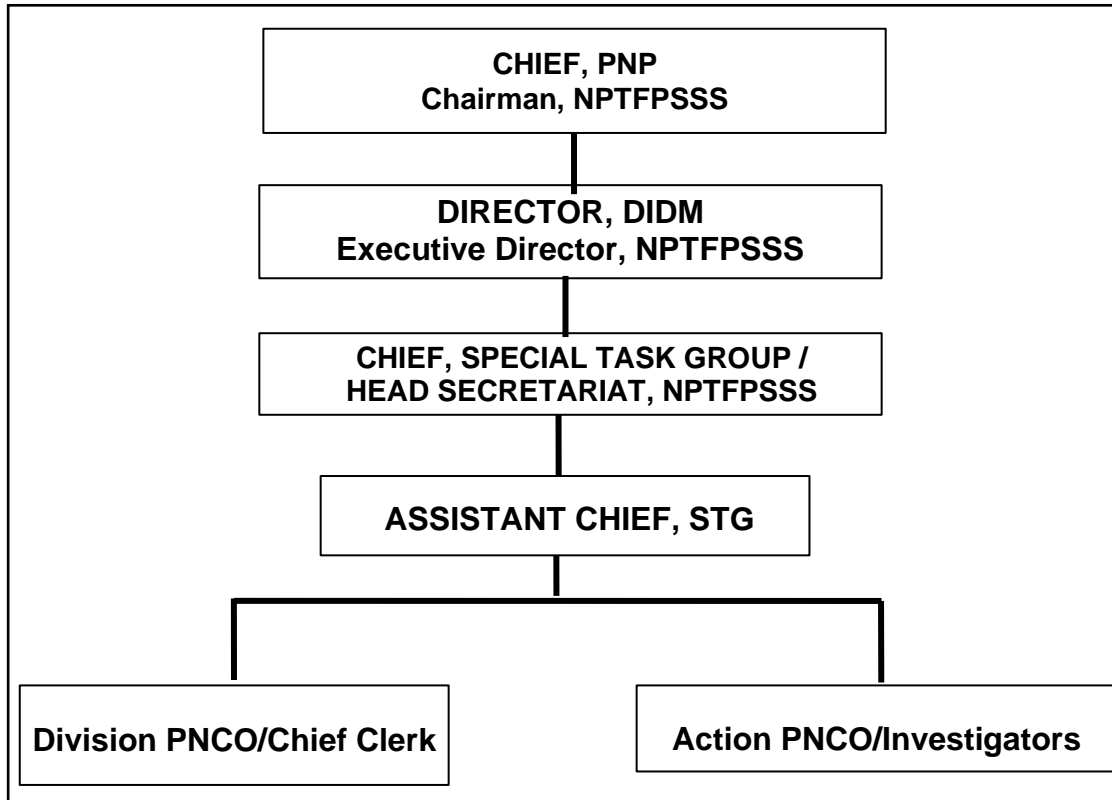 CHIEF, PNP
Chairman, NPTFPSSS
DIRECTOR, DIDM
Executive Director, NPTFPSSS
CHIEF, SPECIAL TASK GROUP /
HEAD SECRETARIAT, NPTFPSSS
ASSISTANT CHIEF, STG
Division PNCO/Chief Clerk
Action PNCO/Investigators